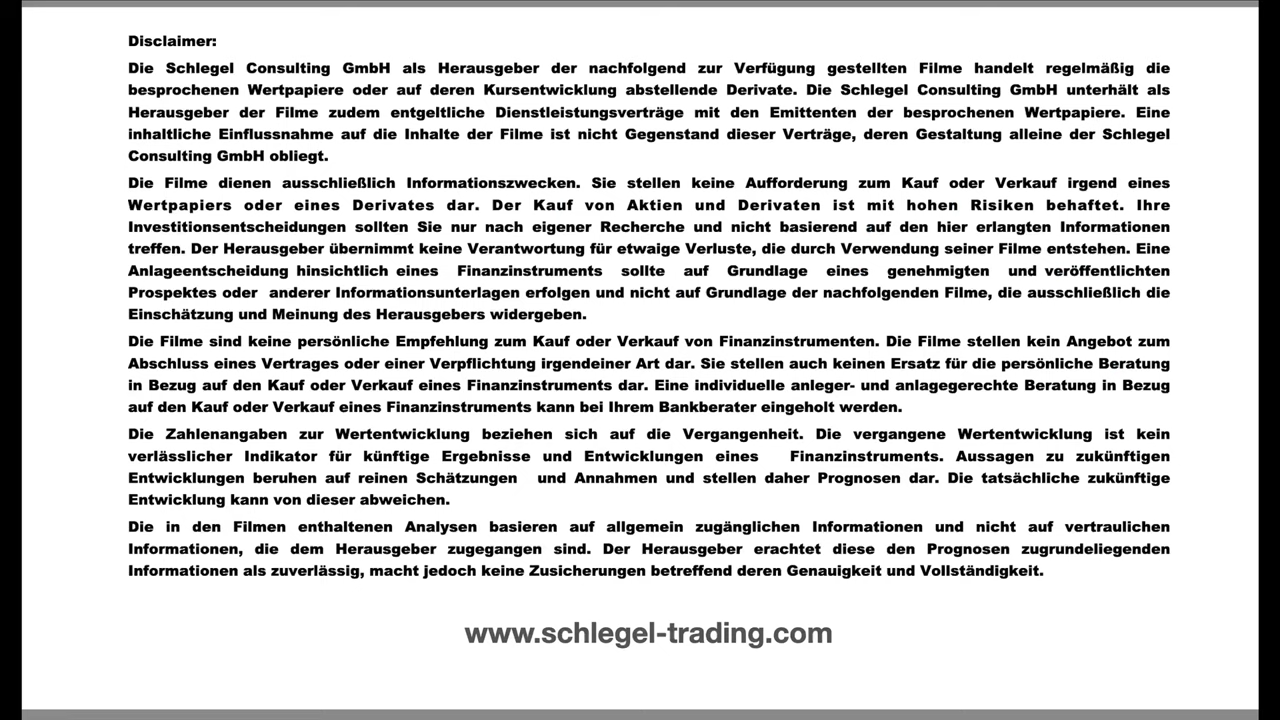 Disclaimer:
Die Schlegel Consulting GmbH als Herausgeber der nachfolgend zur Verfügung gestellten Filme handelt regelmäßig die
besprochenen Wertpapiere oder auf deren Kursentwicklung abstellende Derivate. Die Schlegel Consulting GmbH unterhält als
Herausgeber der Filme zudem entgeltliche Dienstleistungsverträge mit den Emittenten der besprochenen Wertpapiere. Eine
inhaltliche Einflussnahme auf die Inhalte der Filme ist nicht Gegenstand dieser Verträge, deren Gestaltung alleine der Schlegel
Consulting GmbH obliegt.
Die Filme dienen ausschließlich Informationszwecken. Sie stellen keine Aufforderung zum Kauf oder Verkauf irgend eines
Wertpapiers oder eines Derivates dar. Der Kauf von Aktien und Derivaten ist mit hohen Risiken behaftet. Ihre
Investitionsentscheidungen sollten Sie nur nach eigener Recherche und nicht basierend auf den hier erlangten Informationen
treffen. Der Herausgeber übernimmt keine Verantwortung für etwaige Verluste, die durch Verwendung seiner Filme entstehen. Eine
Anlageentscheidung hinsichtlich eines Finanzinstruments sollte auf Grundlage eines genehmigten und veröffentlichten
Prospektes oder anderer Informationsunterlagen erfolgen und nicht auf Grundlage der nachfolgenden Filme, die ausschließlich die
Einschätzung und Meinung des Herausgebers widergeben.
Die Filme sind keine persönliche Empfehlung zum Kauf oder Verkauf von Finanzinstrumenten. Die Filme stellen kein Angebot zum
Abschluss eines Vertrages oder einer Verpflichtung irgendeiner Art dar. Sie stellen auch keinen Ersatz für die persönliche Beratung
in Bezug auf den Kauf oder Verkauf eines Finanzinstruments dar. Eine individuelle anleger- und anlagegerechte Beratung in Bezug
auf den Kauf oder Verkauf eines Finanzinstruments kann bei Ihrem Bankberater eingeholt werden.
Die Zahlenangaben zur Wertentwicklung beziehen sich auf die Vergangenheit. Die vergangene Wertentwicklung ist kein
verlässlicher Indikator für künftige Ergebnisse und Entwicklungen eines Finanzinstruments. Aussagen zu zukünftigen
Entwicklungen beruhen auf reinen Schätzungen und Annahmen und stellen daher Prognosen dar. Die tatsächliche zukünftige
Entwicklung kann von dieser abweichen.
Die in den Filmen enthaltenen Analysen basieren auf allgemein zugänglichen Informationen und nicht auf vertraulichen
Informationen, die dem Herausgeber zugegangen sind. Der Herausgeber erachtet diese den Prognosen zugrundeliegenden
Informationen als zuverlässig, macht jedoch keine Zusicherungen betreffend deren Genauigkeit und Vollständigkeit.
www.schlegel-trading.com